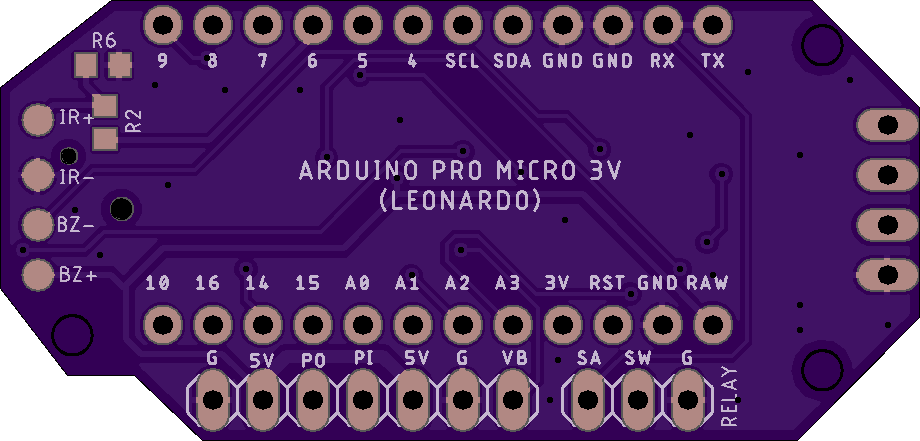 R6
9 8 7 6 5 4 SCL SDA GND GND RX TX
IR+
R2
IR-
ARDUINO PRO MICRO 3V
(LEONARDO)
BZ-
BZ+
10 16 14 15 A0 A1 A2 A3 3V RST GND RAW
G 5V PO PI 5V G VB SA SW G
RELAY